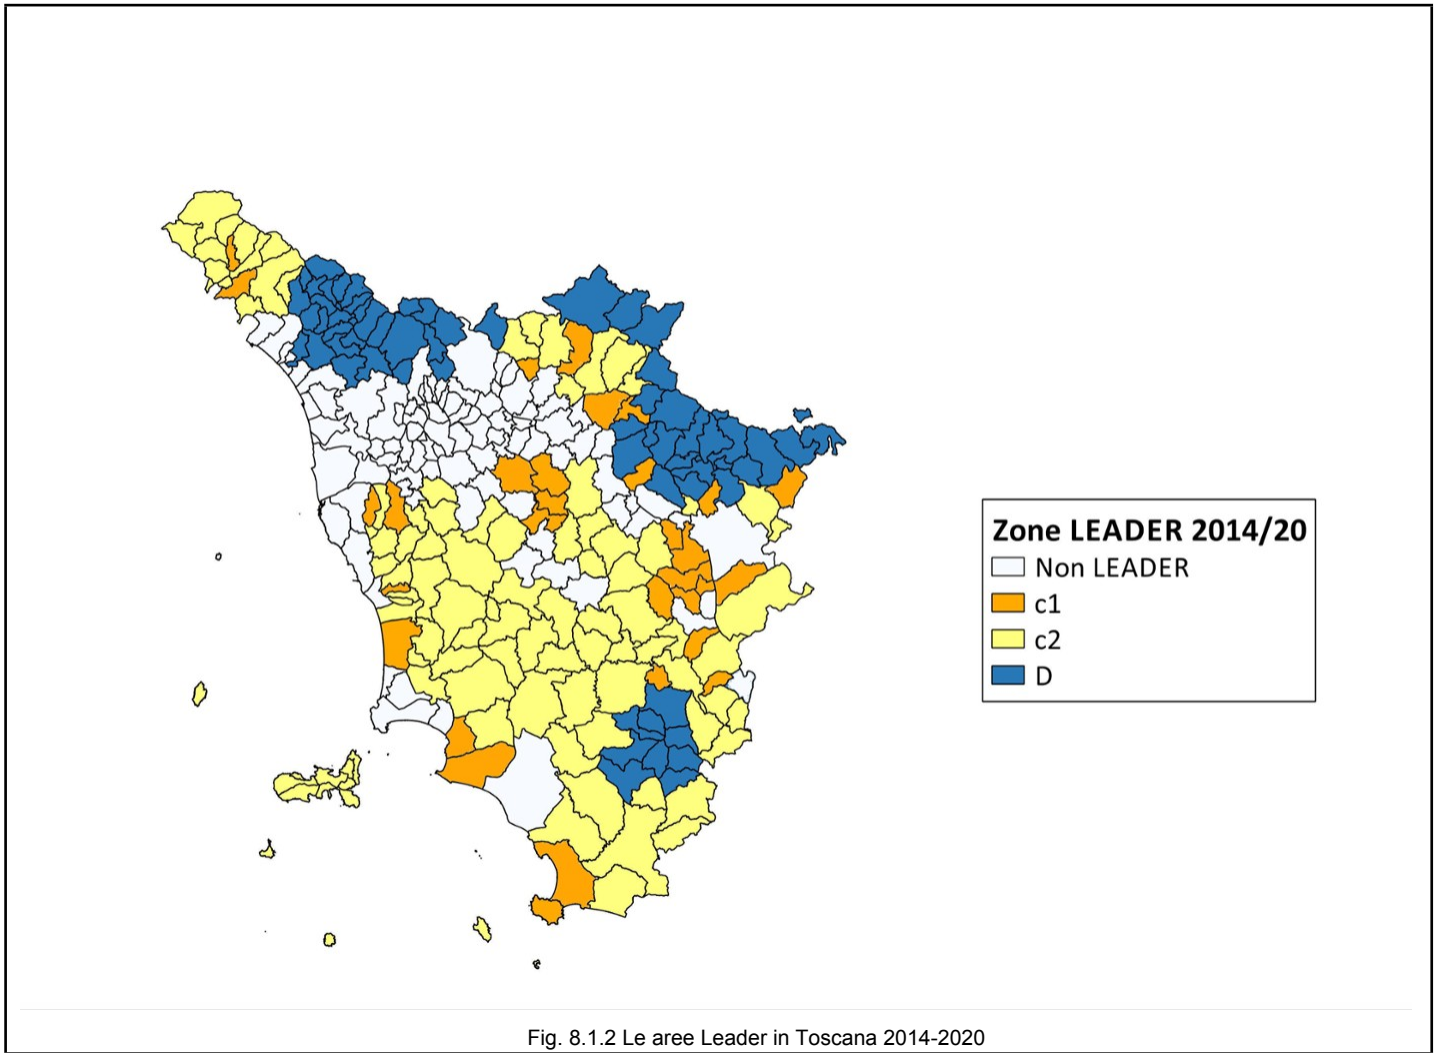 Zone LEADER 2014/20
Non LEADER
c1
c2
D
Fig. 8.1.2 Le aree Leader in Toscana 2014-2020